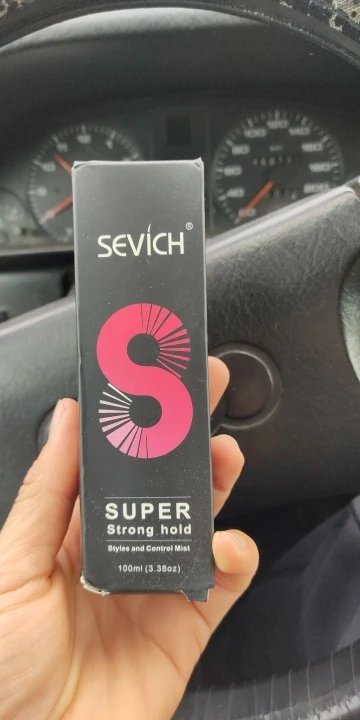 SEVICH®
SUPER
Strong hold
Styles and Control Mist
100ml (3.38oz)